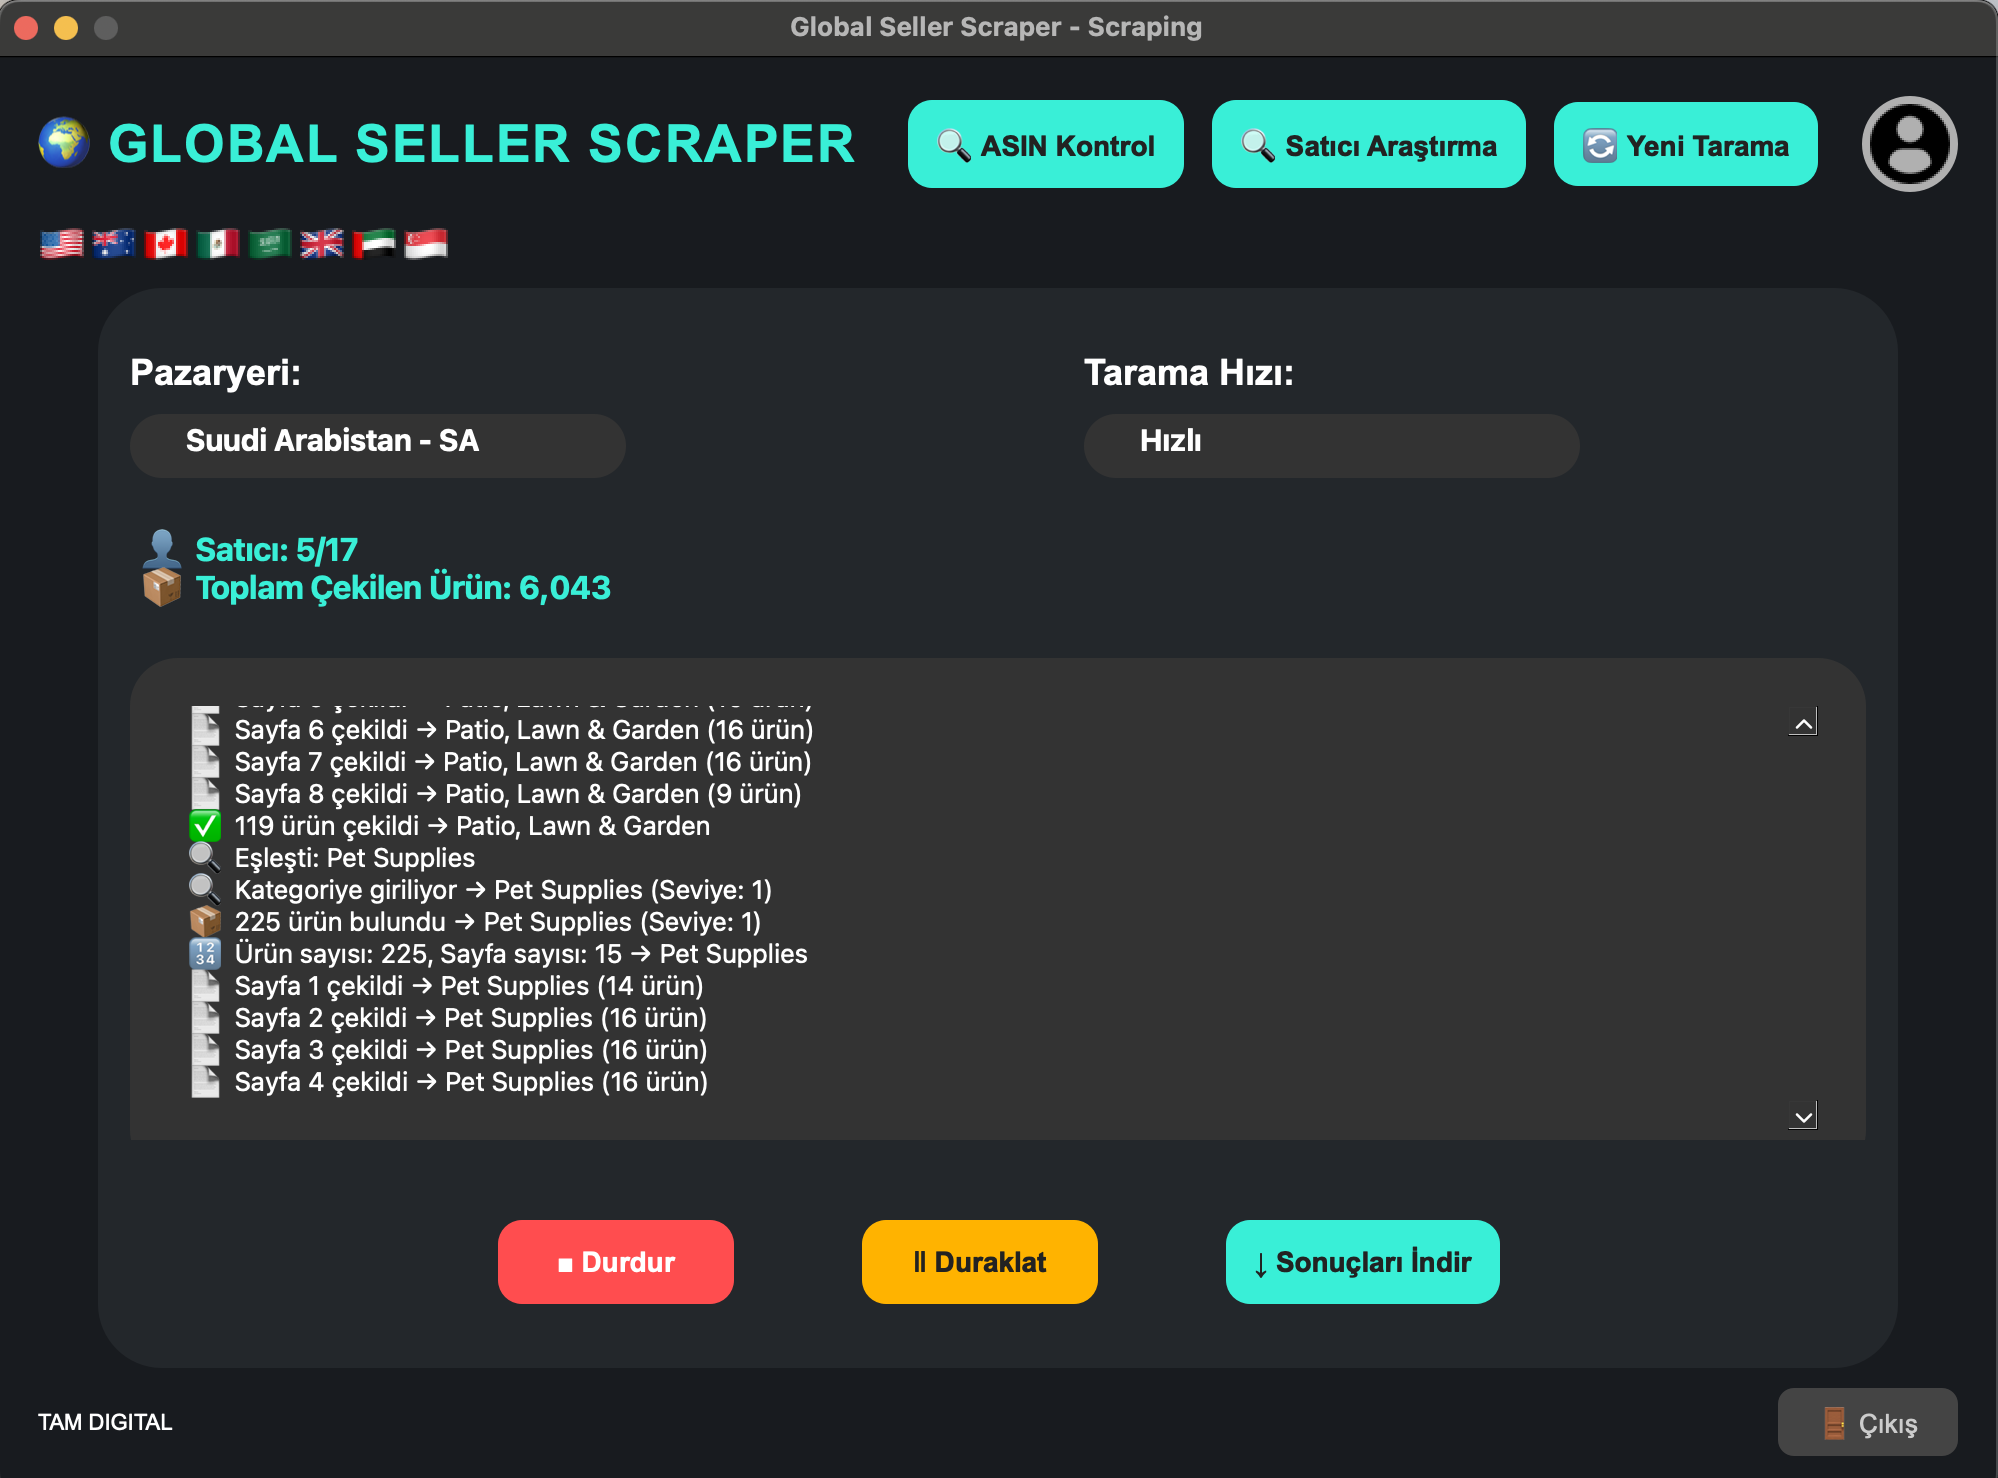 Global Seller Scraper - Scraping
GLOBAL SELLER SCRAPER
ASIN Kontrol
Satıcı Araştırma
Yeni Tarama
Pazaryeri:
Tarama Hızı:
Suudi Arabistan - SA
Hızlı
Satıcı: 5/17
Toplam Çekilen Ürün: 6,043
Sayfa 6 çekildi → Patio, Lawn & Garden (16 ürün)
Sayfa 7 çekildi → Patio, Lawn & Garden (16 ürün)
Sayfa 8 çekildi → Patio, Lawn & Garden (9 ürün)
119 ürün çekildi → Patio, Lawn & Garden
Eşleşti: Pet Supplies
Kategoriye giriliyor → Pet Supplies (Seviye: 1)
225 ürün bulundu → Pet Supplies (Seviye: 1)
Ürün sayısı: 225, Sayfa sayısı: 15 → Pet Supplies
Sayfa 1 çekildi → Pet Supplies (14 ürün)
Sayfa 2 çekildi → Pet Supplies (16 ürün)
Sayfa 3 çekildi → Pet Supplies (16 ürün)
Sayfa 4 çekildi → Pet Supplies (16 ürün)
Durdur
Duraklat
↓ Sonuçları İndir
TAM DIGITAL
Çıkış